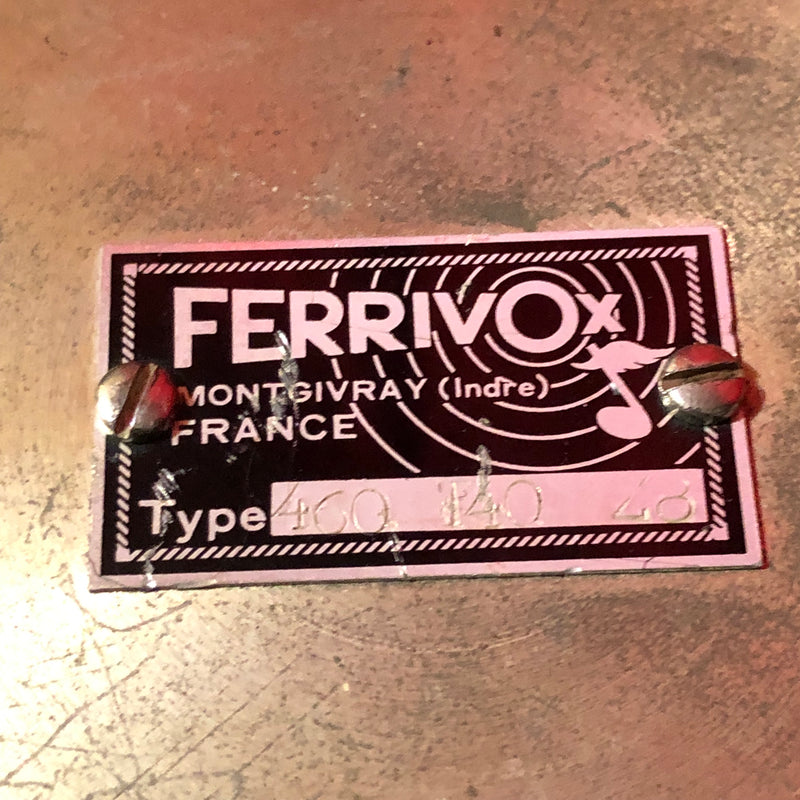 FERRIVOX
MONTGIVRAY (Indre)
FRANCE
Type 460 140 48